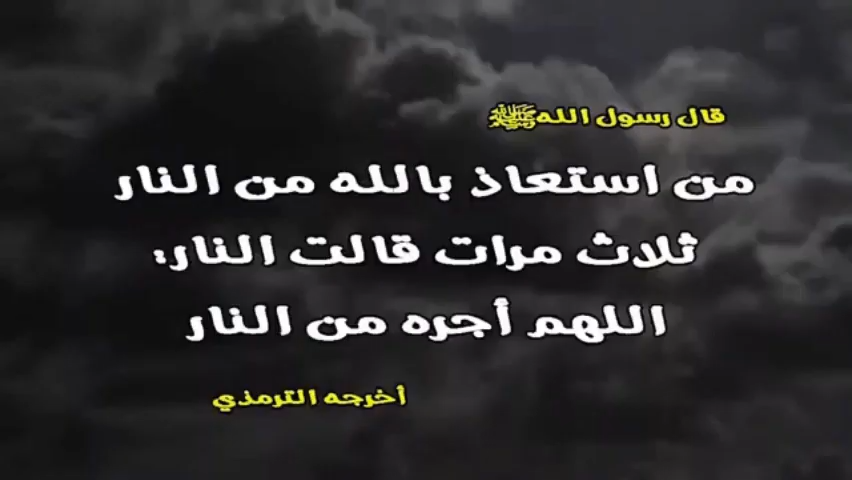 قال رسول الله ﷺ
من استعاذ بالله من النار
ثلاث مرات قالت النار:
اللهم أجره من النار
أخرجه الترمذي